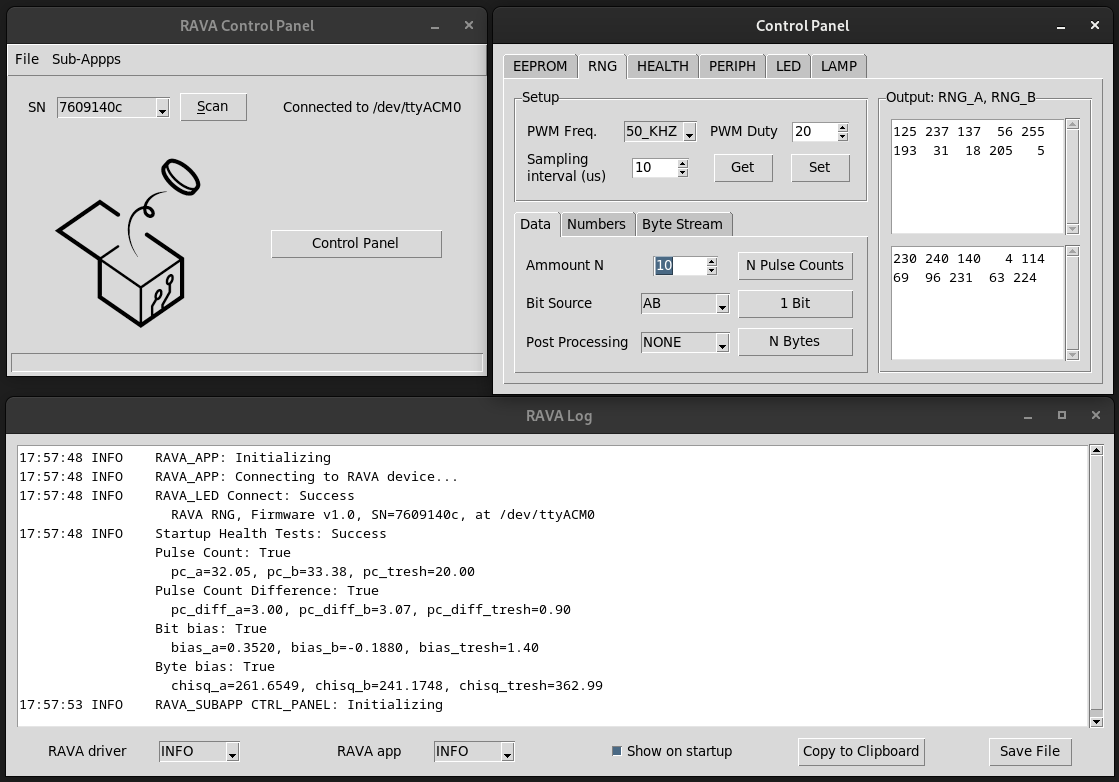 RAVA Control Panel
File Sub-Appps
SN 7609140c Scan Connected to /dev/ttyACM0
Control Panel
Control Panel
EEPROM RNG HEALTH PERIPH LED LAMP
Setup
PWM Freq. 50_KHZ PWM Duty 20
Sampling
interval (us) 10 Get Set
Data Numbers Byte Stream
Ammount N 10 N Pulse Counts
Bit Source AB 1 Bit
Post Processing NONE N Bytes
Output: RNG_A, RNG_B
125 237 137 56 255
193 31 18 205 5
230 240 140 4 114
69 96 231 63 224
RAVA Log
17:57:48 INFO RAVA_APP: Initializing
17:57:48 INFO RAVA_APP: Connecting to RAVA device...
17:57:48 INFO RAVA_LED Connect: Success
RAVA RNG, Firmware v1.0, SN=7609140c, at /dev/ttyACM0
17:57:48 INFO Startup Health Tests: Success
Pulse Count: True
pc_a=32.05, pc_b=33.38, pc_tresh=20.00
Pulse Count Difference: True
pc_diff_a=3.00, pc_diff_b=3.07, pc_diff_tresh=0.90
Bit bias: True
bias_a=0.3520, bias_b=-0.1880, bias_tresh=1.40
Byte bias: True
chisq_a=261.6549, chisq_b=241.1748, chisq_tresh=362.99
17:57:53 INFO RAVA_SUBAPP CTRL_PANEL: Initializing
RAVA driver INFO RAVA app INFO Show on startup Copy to Clipboard Save File